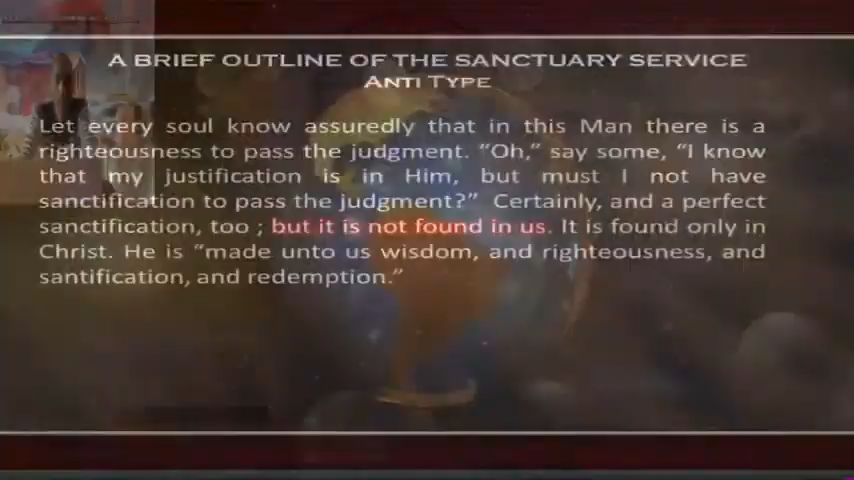 A BRIEF OUTLINE OF THE SANCTUARY SERVICE
ANTI TYPE
Let every soul know assuredly that in this Man there is a
righteousness to pass the judgment. “Oh,” say some, “I know
that my justification is in Him, but must I not have
sanctification to pass the judgment?” Certainly, and a perfect
sanctification, too ; but it is not found in us. It is found only in
Christ. He is “made unto us wisdom, and righteousness, and
santification, and redemption.”